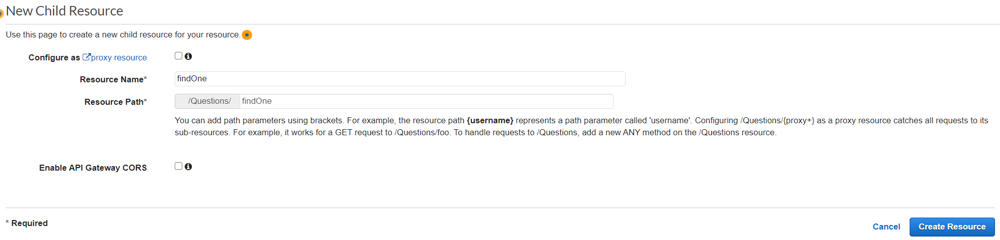 New Child Resource
Use this page to create a new child resource for your resource.
Configure as proxy resource
Resource Name* findOne
Resource Path* /Questions/ findOne
You can add path parameters using brackets. For example, the resource path {username} represents a path parameter called 'username'. Configuring /Questions/{proxy+} as a proxy resource catches all requests to its
sub-resources. For example, it works for a GET request to /Questions/foo. To handle requests to /Questions, add a new ANY method on the /Questions resource.
Enable API Gateway CORS
* Required
Cancel Create Resource